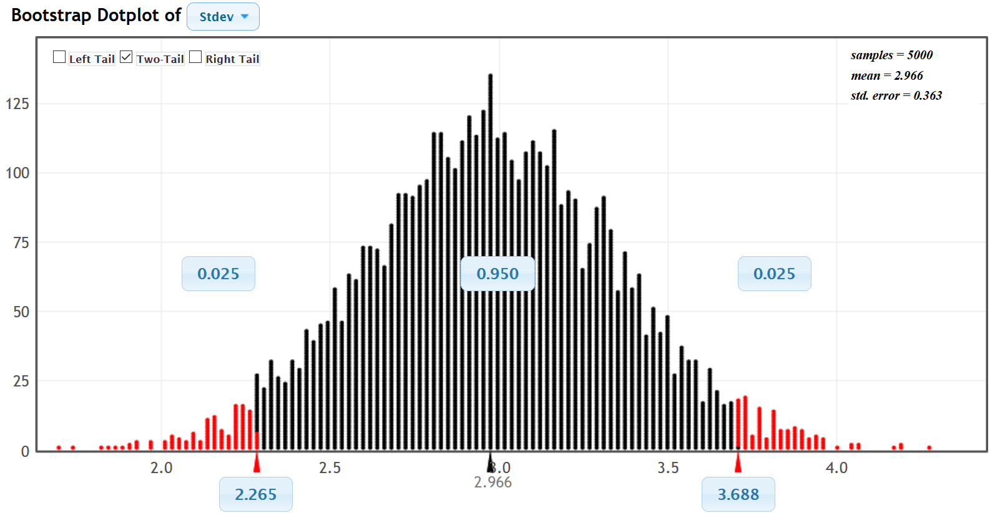 Bootstrap Dotplot of Stdev
Left Tail Two-Tail Right Tail
samples = 5000
mean = 2.966
std. error = 0.363
125
100
75
50
25
0
0.025
0.950
0.025
2.0 2.5 3.0 3.5 4.0
2.966
2.265
3.688